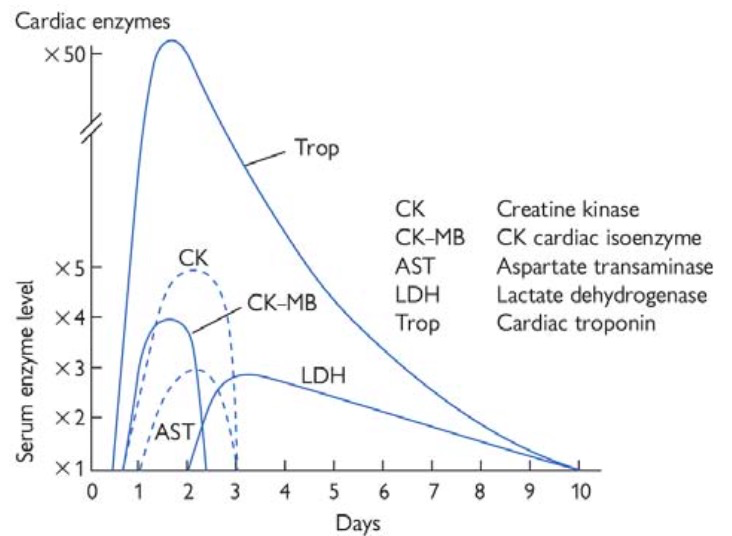 Cardiac enzymes
×50
Trop
CK Creatine kinase
CK–MB CK cardiac isoenzyme
AST Aspartate transaminase
LDH Lactate dehydrogenase
Trop Cardiac troponin
×5
CK
CK–MB
×4
×3
LDH
×2
AST
×1
Serum enzyme level
0 1 2 3 4 5 6 7 8 9 10
Days